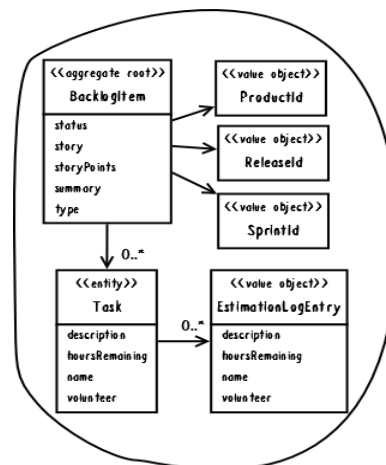 <<aggregate root>>
BacklogItem
status
story
storyPoints
summary
type
<<value object>>
ProductId
<<value object>>
ReleaseId
<<value object>>
SprintId
0..*
<<entity>>
Task
description
hoursRemaining
name
volunteer
0..*
<<value object>>
EstimationLogEntry
description
hoursRemaining
name
volunteer